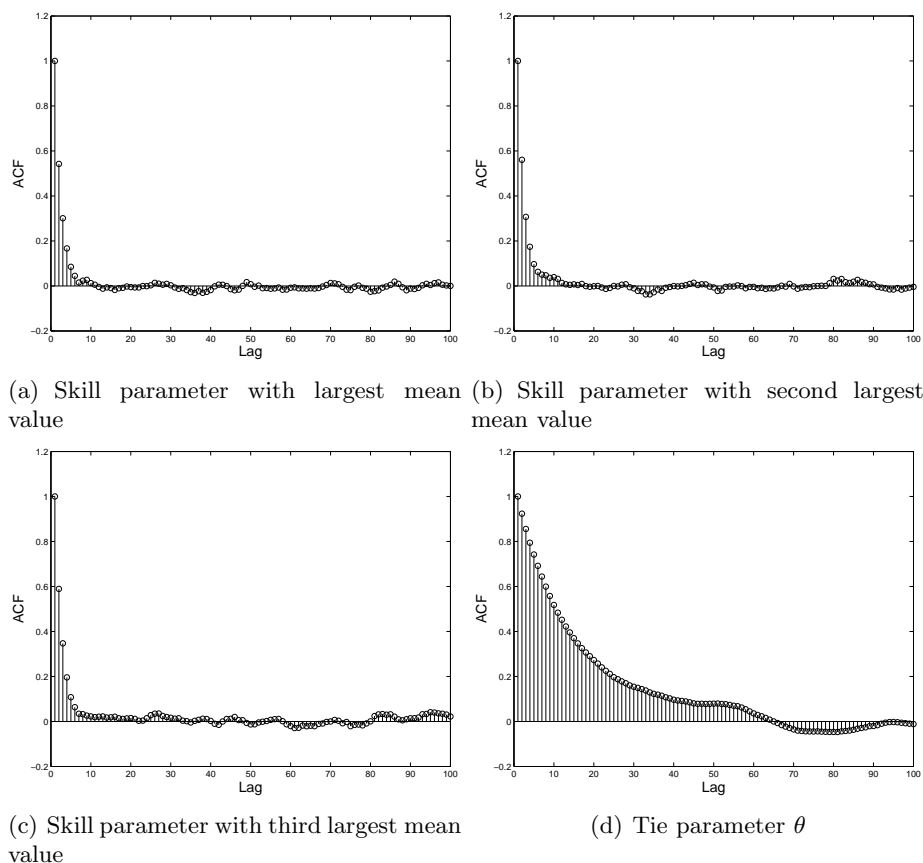 1.2
1
0.8
0.6
0.4
0.2
0
−0.2
ACF
0 10 20 30 40 50 60 70 80 90 100
Lag
(a) Skill parameter with largest mean
value
1.2
1
0.8
0.6
0.4
0.2
0
−0.2
ACF
0 10 20 30 40 50 60 70 80 90 100
Lag
(b) Skill parameter with second largest
mean value
1.2
1
0.8
0.6
0.4
0.2
0
−0.2
ACF
0 10 20 30 40 50 60 70 80 90 100
Lag
(c) Skill parameter with third largest mean
value
1.2
1
0.8
0.6
0.4
0.2
0
−0.2
ACF
0 10 20 30 40 50 60 70 80 90 100
Lag
(d) Tie parameter θ